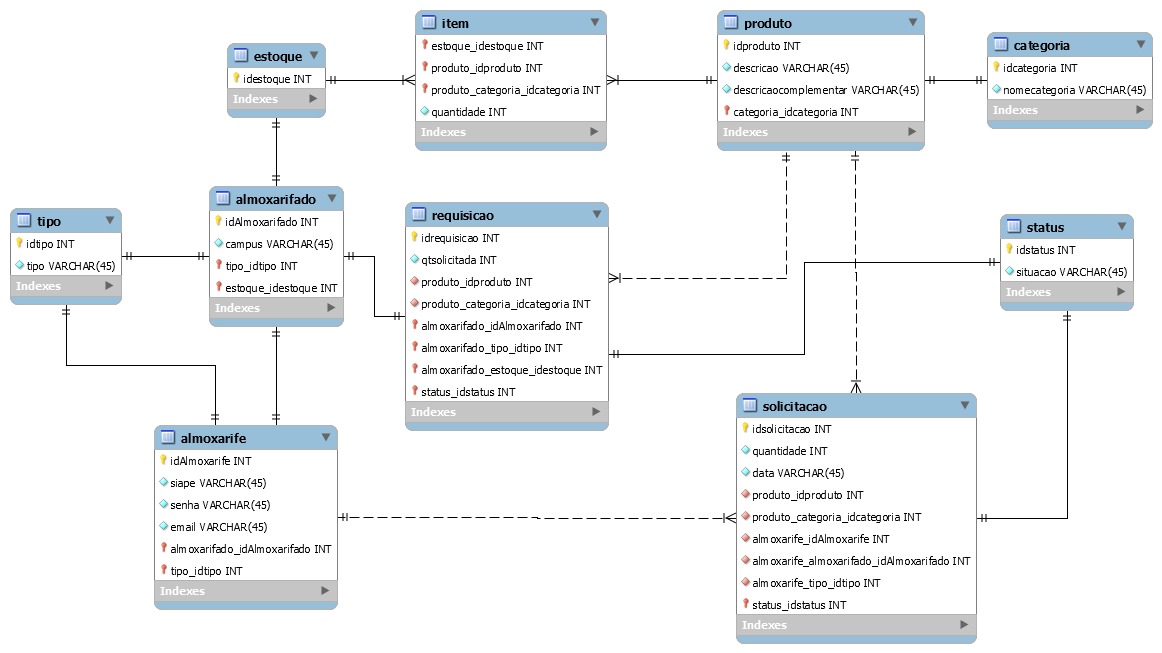 estoque
idestoque INT
Indexes
item
estoque_idestoque INT
produto_idproduto INT
produto_categoria_idcategoria INT
quantidade INT
Indexes
produto
idproduto INT
descricao VARCHAR(45)
descricaocomplementar VARCHAR(45)
categoria_idcategoria INT
Indexes
categoria
idcategoria INT
nomecategoria VARCHAR(45)
Indexes
tipo
idtipo INT
tipo VARCHAR(45)
Indexes
almoxarifado
idAlmoxarifado INT
campus VARCHAR(45)
tipo_idtipo INT
estoque_idestoque INT
Indexes
requisicao
idrequisicao INT
qtsolicitada INT
produto_idproduto INT
produto_categoria_idcategoria INT
almoxarifado_idAlmoxarifado INT
almoxarifado_tipo_idtipo INT
almoxarifado_estoque_idestoque INT
status_idstatus INT
Indexes
status
idstatus INT
situacao VARCHAR(45)
Indexes
almoxarife
idAlmoxarife INT
siape VARCHAR(45)
senha VARCHAR(45)
email VARCHAR(45)
almoxarifado_idAlmoxarifado INT
tipo_idtipo INT
Indexes
solicitacao
idsolicitacao INT
quantidade INT
data VARCHAR(45)
produto_idproduto INT
produto_categoria_idcategoria INT
almoxarife_idAlmoxarife INT
almoxarife_almoxarifado_idAlmoxarifado INT
almoxarife_tipo_idtipo INT
status_idstatus INT
Indexes